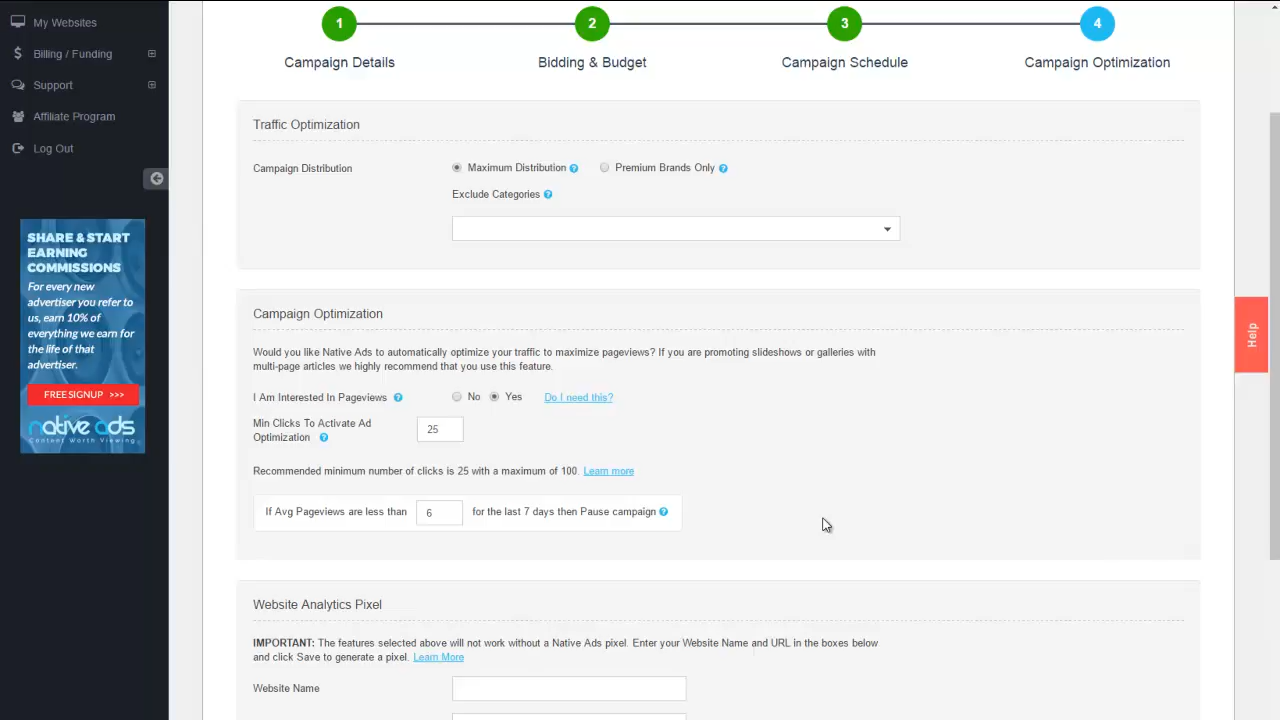 My Websites
Billing / Funding
Support
Affiliate Program
Log Out
SHARE & START
EARNING
COMMISSIONS
For every new
advertiser you refer to
us, earn 10% of
everything we earn for
the life of that
advertiser.
FREE SIGNUP >>>
native ads
Content Worth Viewing
1
2
3
4
Campaign Details
Bidding & Budget
Campaign Schedule
Campaign Optimization
Traffic Optimization
Campaign Distribution
Maximum Distribution ?
Premium Brands Only ?
Exclude Categories ?
Campaign Optimization
Would you like Native Ads to automatically optimize your traffic to maximize pageviews? If you are promoting slideshows or galleries with
multi-page articles we highly recommend that you use this feature.
I Am Interested In Pageviews ? No Yes Do I need this?
Min Clicks To Activate Ad
Optimization ?
25
Recommended minimum number of clicks is 25 with a maximum of 100. Learn more
If Avg Pageviews are less than 6 for the last 7 days then Pause campaign ?
Website Analytics Pixel
IMPORTANT: The features selected above will not work without a Native Ads pixel. Enter your Website Name and URL in the boxes below
and click Save to generate a pixel. Learn More
Website Name
Help